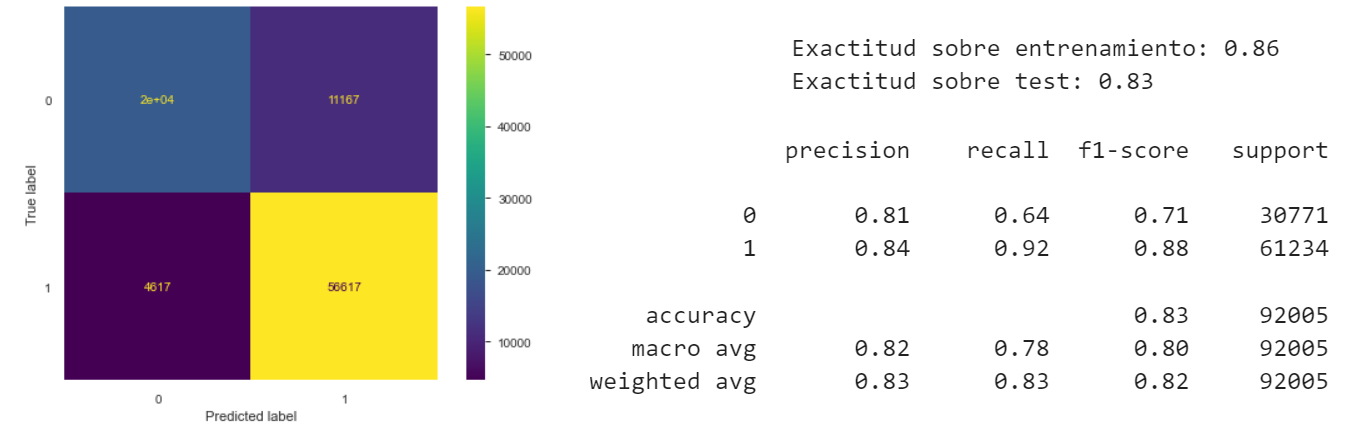 50000
0
2e+04
11167
40000
True label
30000
20000
1
4617
56617
10000
0
1
Predicted label
Exactitud sobre entrenamiento: 0.86
Exactitud sobre test: 0.83
precision recall f1-score support
0 0.81 0.64 0.71 30771
1 0.84 0.92 0.88 61234
accuracy 0.83 92005
macro avg 0.82 0.78 0.80 92005
weighted avg 0.83 0.83 0.82 92005